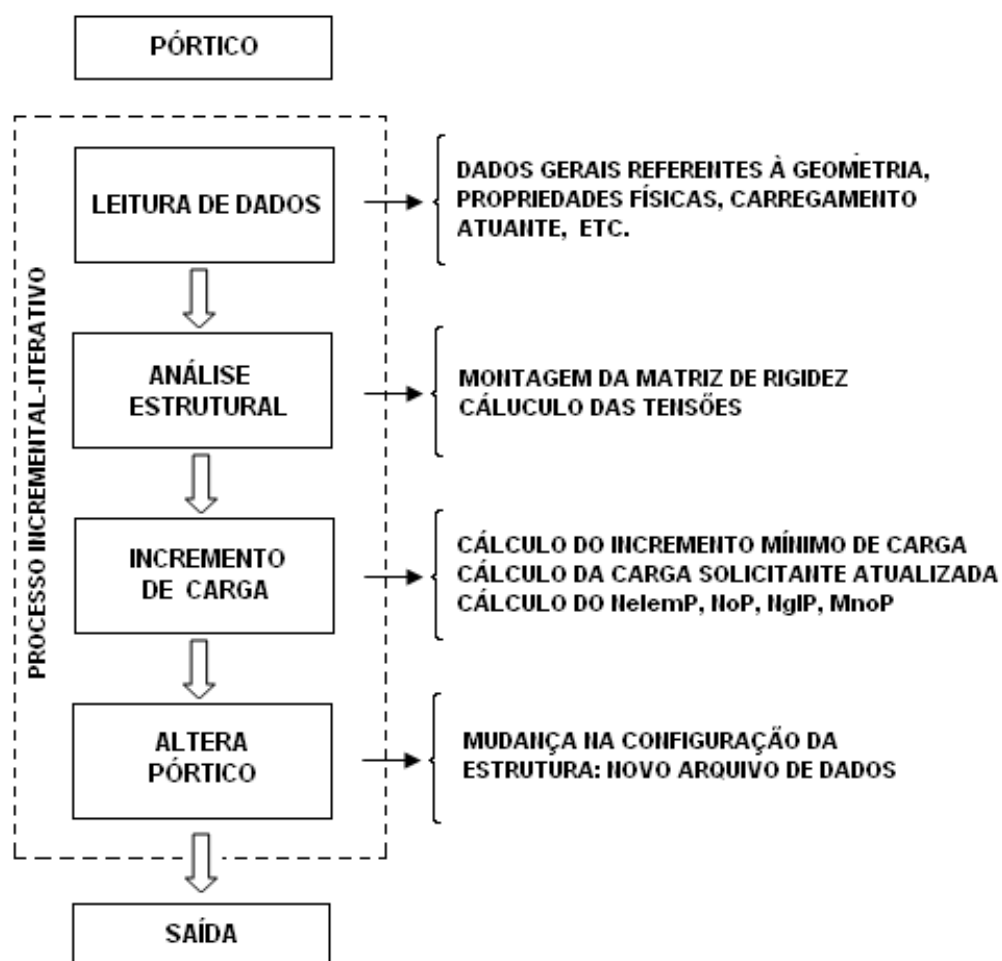 PÓRTICO
PROCESSO INCREMENTAL-ITERATIVO
LEITURA DE DADOS
DADOS GERAIS REFERENTES À GEOMETRIA,
PROPRIEDADES FÍSICAS, CARREGAMENTO
ATUANTE, ETC.
ANÁLISE
ESTRUTURAL
MONTAGEM DA MATRIZ DE RIGIDEZ
CÁLUCULO DAS TENSÕES
INCREMENTO
DE CARGA
CÁLCULO DO INCREMENTO MÍNIMO DE CARGA
CÁLCULO DA CARGA SOLICITANTE ATUALIZADA
CÁLCULO DO NelemP, NoP, NglP, MnoP
ALTERA
PÓRTICO
MUDANÇA NA CONFIGURAÇÃO DA
ESTRUTURA: NOVO ARQUIVO DE DADOS
SAÍDA